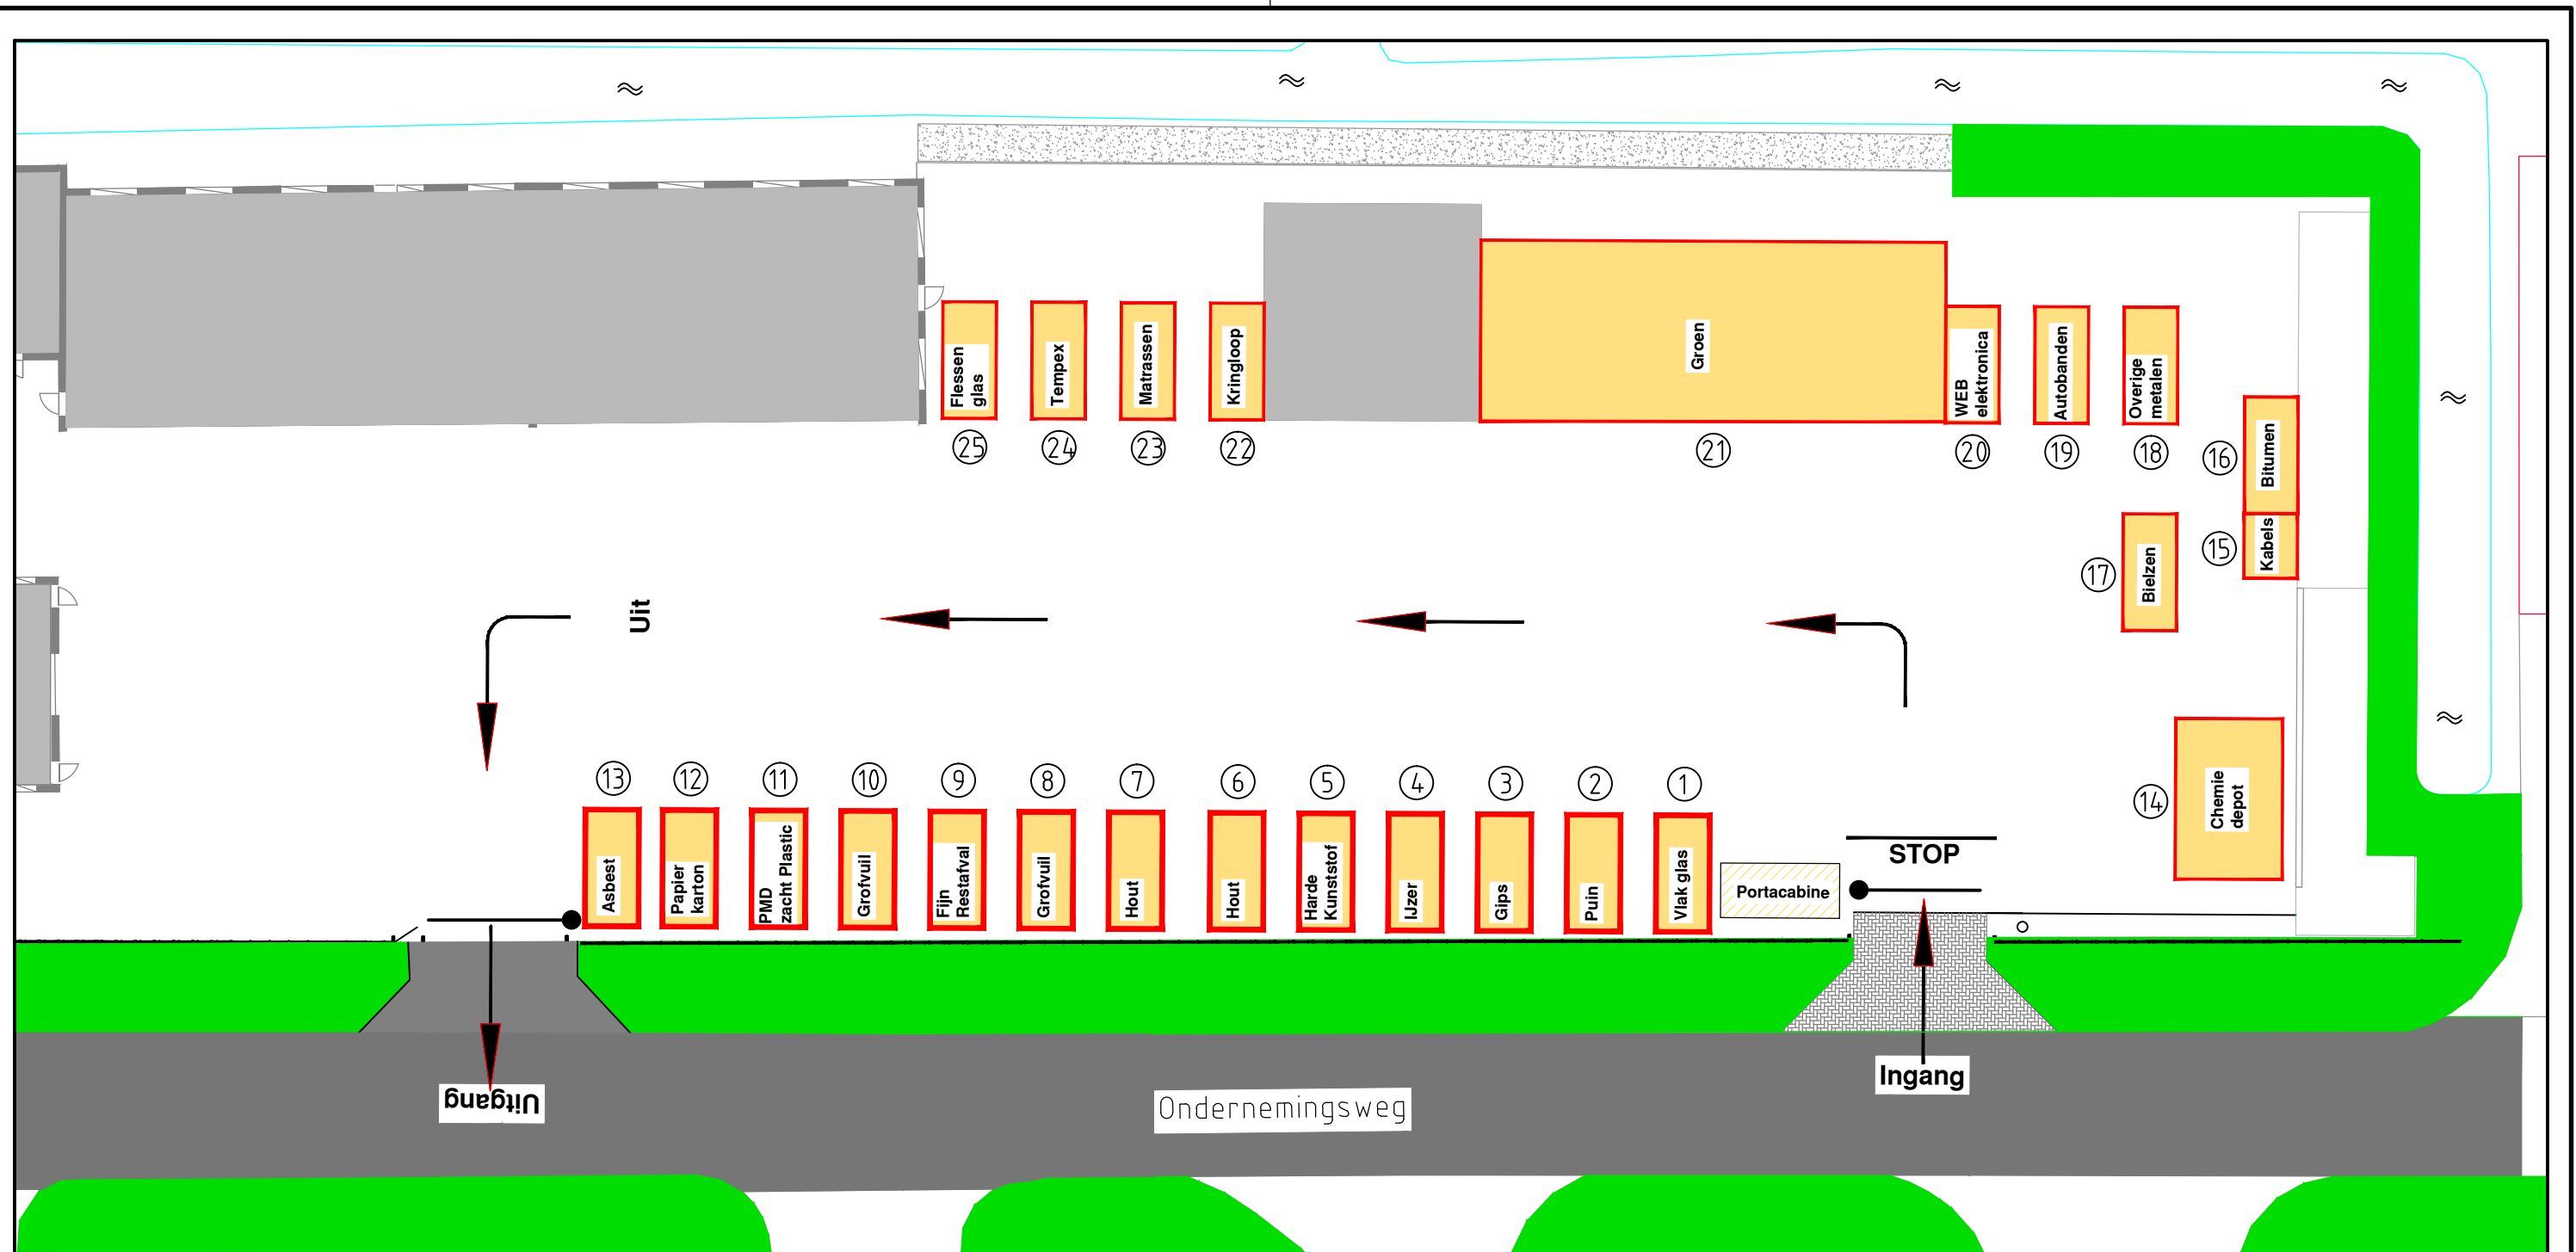 Flessen
glas
25
Tempex
24
Matrassen
23
Kringloop
22
Groen
21
WEB
elektronica
20
Autobanden
19
Overige
metalen
18
Bitumen
16
Kabels
15
Bielzen
17
Uit
Chemie
depot
14
13
Asbest
12
Papier
karton
11
PMD
zacht Plastic
10
Grofvuil
9
Fijn
Restafval
8
Grofvuil
7
Hout
6
Hout
5
Harde
Kunststof
4
IJzer
3
Gips
2
Puin
1
Vlak glas
Portacabine
STOP
Ingang
Uitgang
Ondernemingsweg